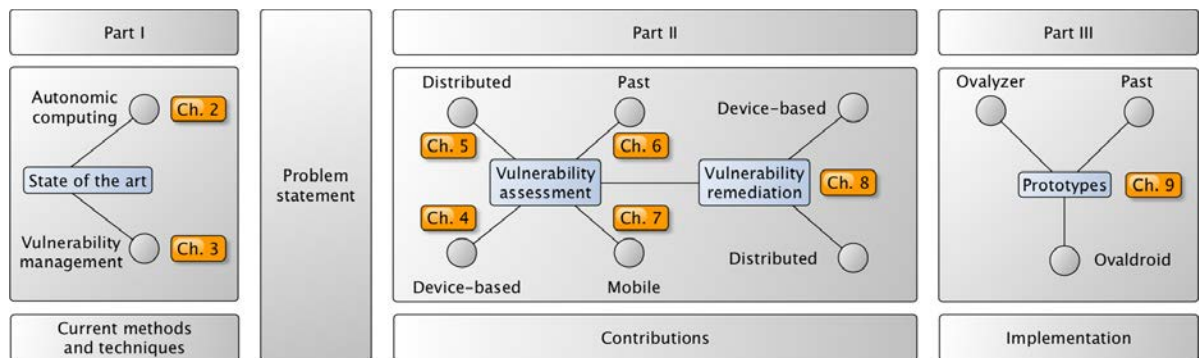 Part I
Autonomic
computing
Ch. 2
State of the art
Vulnerability
management
Ch. 3
Current methods
and techniques
Problem
statement
Part II
Distributed
Past
Device-based
Ch. 5
Ch. 6
Vulnerability
assessment
Vulnerability
remediation
Ch. 8
Ch. 4
Ch. 7
Device-based
Mobile
Distributed
Contributions
Part III
Ovalyzer
Past
Prototypes
Ch. 9
Ovaldroid
Implementation